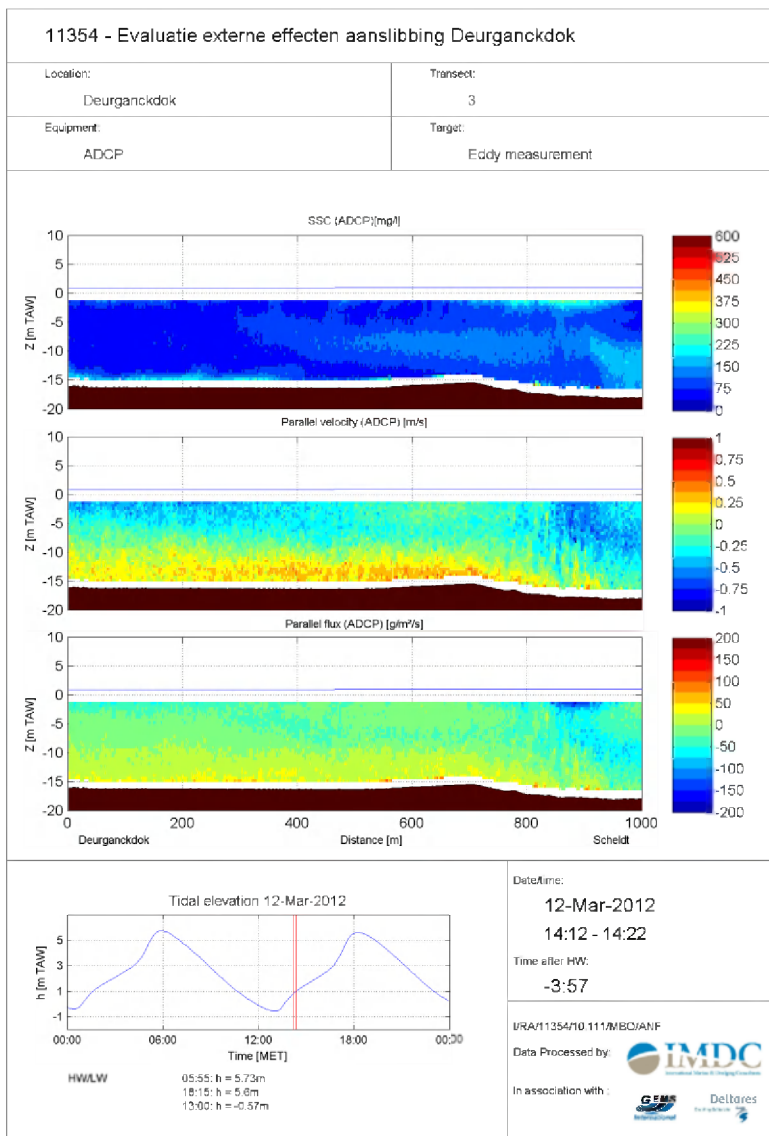 11354 - Evaluatie externe effecten aanslibbing Deurganckdok
Location:
Deurganckdok
Transect:
3
Equipment:
ADCP
Target:
Eddy measurement
SSC (ADCP)[mg/l]
Z [m TAW]
10
5
0
-5
-10
-15
-20
600
525
450
375
300
225
150
75
0
Parallel velocity (ADCP) [m/s]
Z [m TAW]
10
5
0
-5
-10
-15
-20
1
0.75
0.5
0.25
0
-0.25
-0.5
-0.75
-1
Parallel flux (ADCP) [g/m²/s]
Z [m TAW]
10
5
0
-5
-10
-15
-20
200
150
100
50
0
-50
-100
-150
-200
0 200 400 600 800 1000
Deurganckdok Distance [m] Scheldt
Tidal elevation 12-Mar-2012
h [m TAW]
5
3
1
-1
00:00 06:00 12:00 18:00 00:00
Time [MET]
HW/LW
05:55: h = 5.73m
18:15: h = 5.6m
13:00: h = -0.57m
Date/time:
12-Mar-2012
14:12 - 14:22
Time after HW:
-3:57
I/RA/11354/10.111/MBO/ANF
Data Processed by:
IMDC
International Marine & Dredging Consultants
In association with :
GEMS
International
Deltares